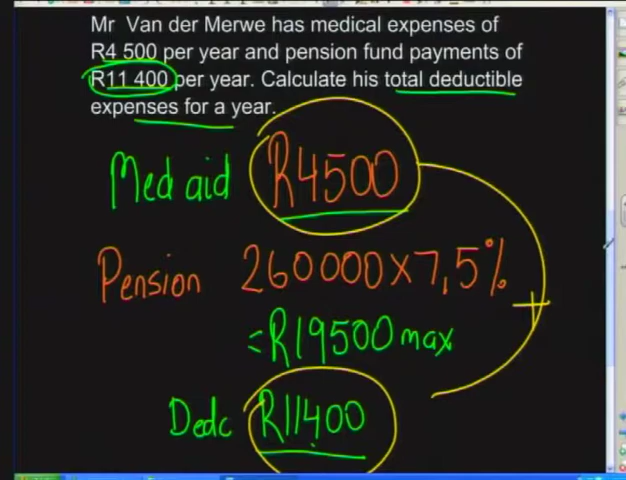 Mr Van der Merwe has medical expenses of
R4 500 per year and pension fund payments of
R11 400 per year. Calculate his total deductible
expenses for a year.
Med aid R4500
Pension 260000×7,5%
=R19500 max
+
Dedc R11400